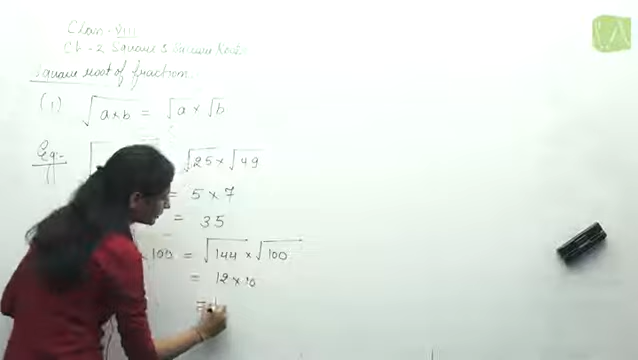 Class - VIII
Ch - 2 Square & Square Roots
Square root of fraction.
(1) √a×b = √a × √b
Eg:- √25 × √49
= 5 × 7
= 35
100 = √144 × √100
= 12 × 10
=